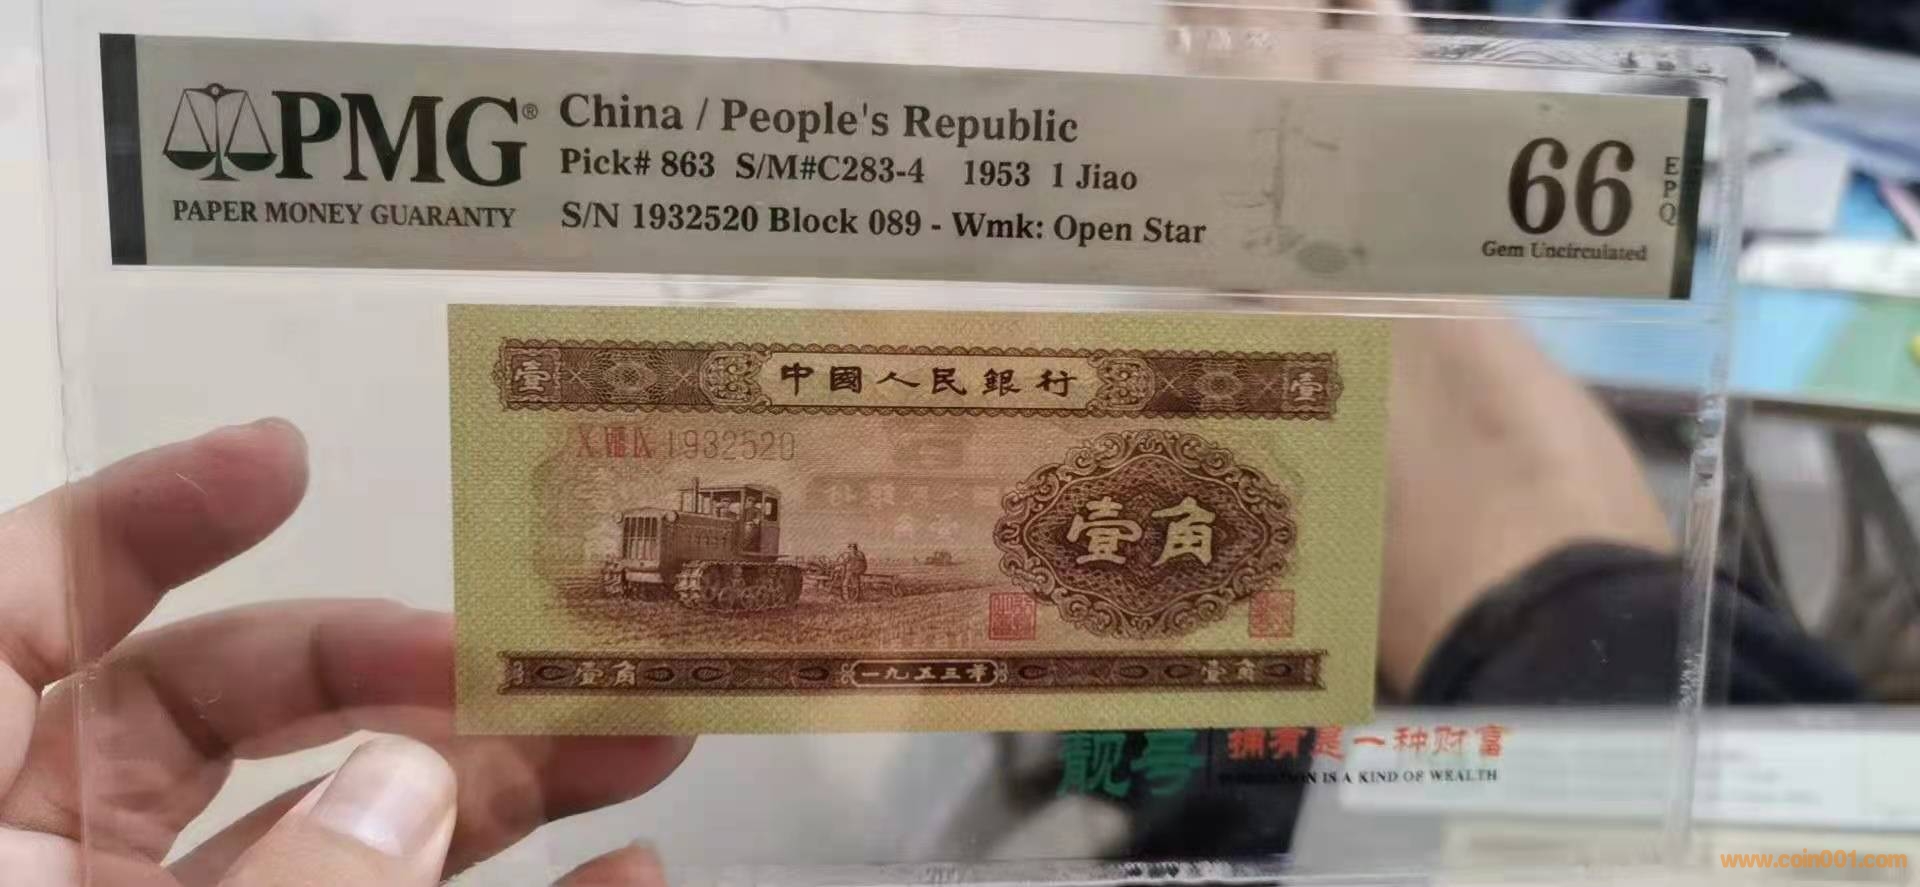 PMG®
PAPER MONEY GUARANTY
China / People's Republic
Pick# 863 S/M#C283-4 1953 1 Jiao
S/N 1932520 Block 089 - Wmk: Open Star
66
EPQ
Gem Uncirculated
壹 中國人民銀行 壹
X Ⅷ Ⅸ 1932520
壹角
壹角 一九五三年 壹角
靓号 拥有是一种财富
IS A KIND OF WEALTH
www.coin001.com